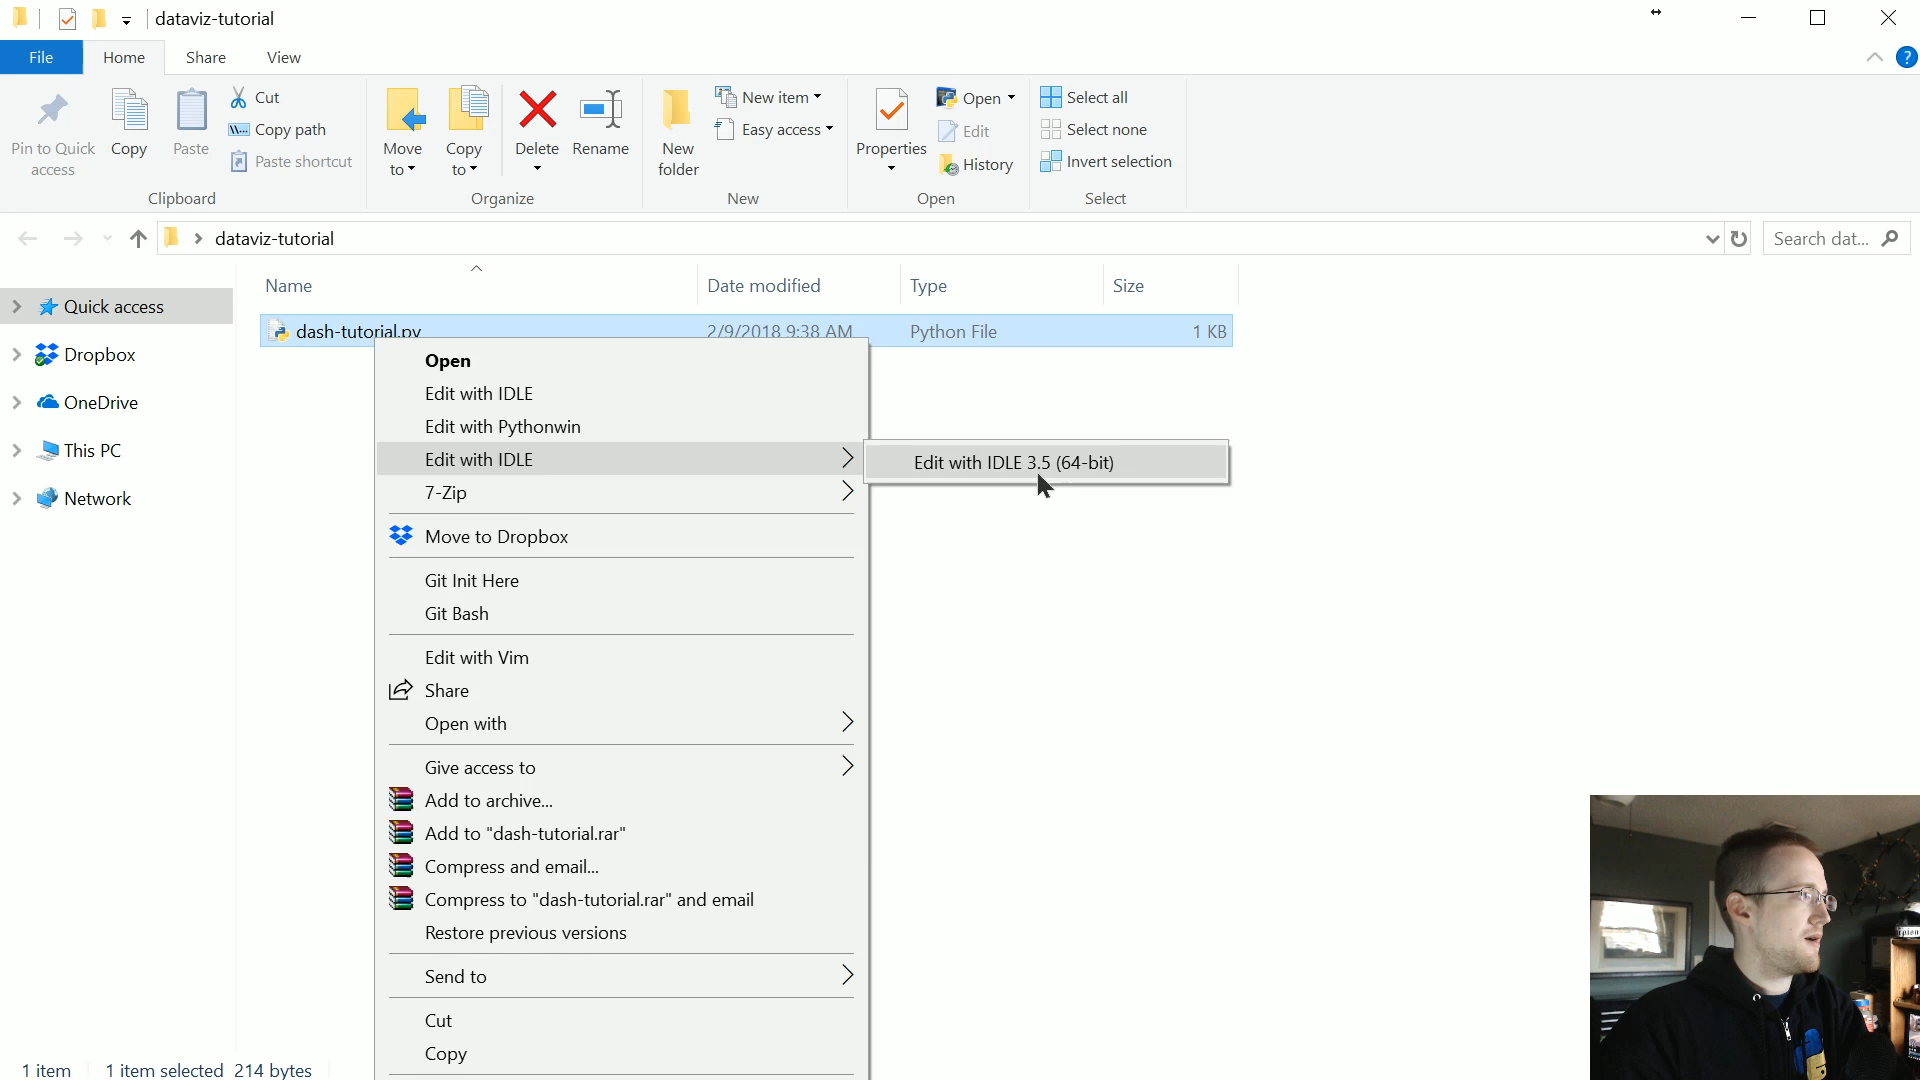 dataviz-tutorial
File
Home
Share
View
Pin to Quick access
Copy
Paste
Cut
Copy path
Paste shortcut
Clipboard
Move to
Copy to
Delete
Rename
Organize
New folder
New item
Easy access
New
Properties
Open
Edit
History
Open
Select all
Select none
Invert selection
Select
dataviz-tutorial
Search dat...
Name
Date modified
Type
Size
Quick access
Dropbox
OneDrive
This PC
Network
dash-tutorial.py
2/9/2018 9:38 AM
Python File
1 KB
Open
Edit with IDLE
Edit with Pythonwin
Edit with IDLE
Edit with IDLE 3.5 (64-bit)
7-Zip
Move to Dropbox
Git Init Here
Git Bash
Edit with Vim
Share
Open with
Give access to
Add to archive...
Add to "dash-tutorial.rar"
Compress and email...
Compress to "dash-tutorial.rar" and email
Restore previous versions
Send to
Cut
Copy
1 item
1 item selected 214 bytes